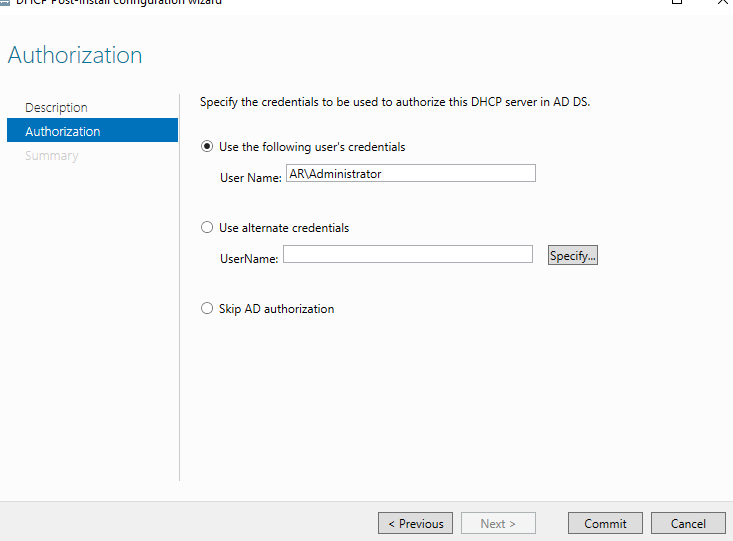 DHCP Post-Install configuration wizard
Authorization
Description
Authorization
Summary
Specify the credentials to be used to authorize this DHCP server in AD DS.
Use the following user's credentials
User Name: AR\Administrator
Use alternate credentials
UserName:
Specify...
Skip AD authorization
< Previous
Next >
Commit
Cancel